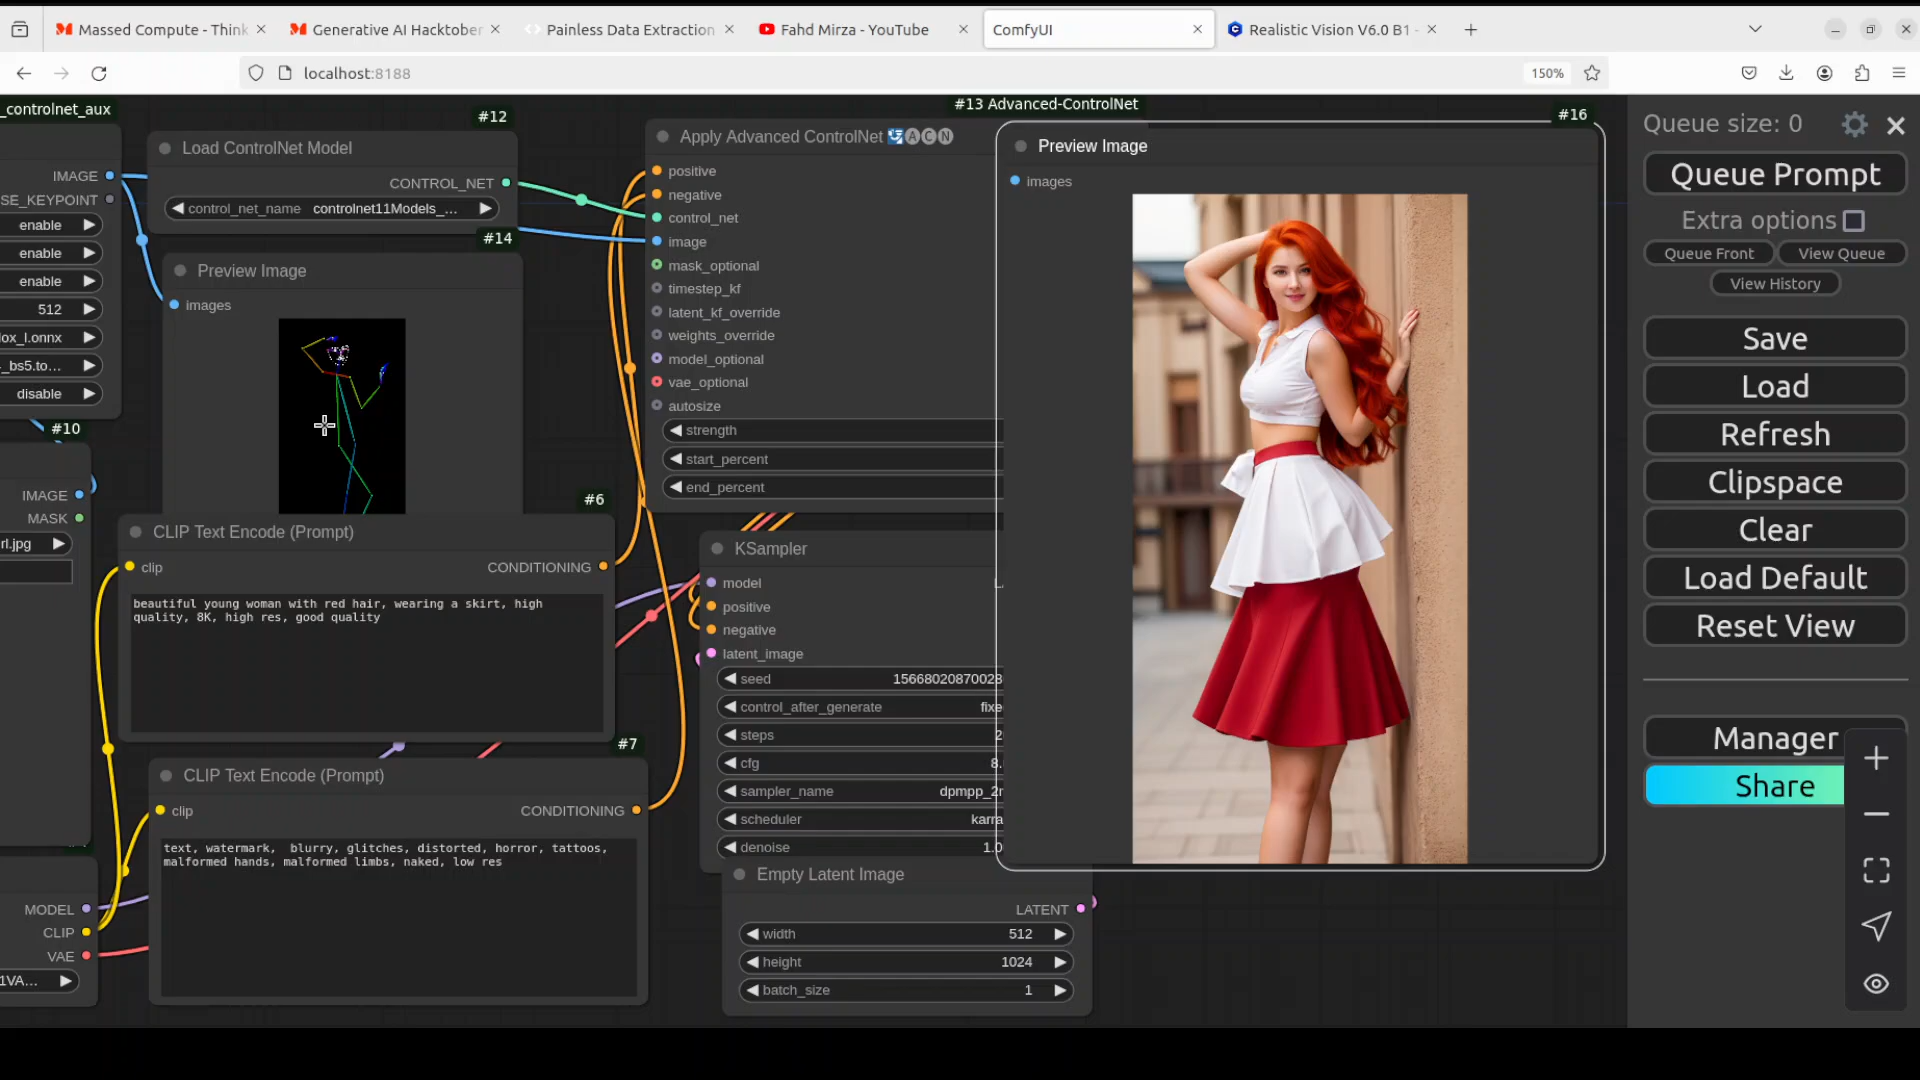 Massed Compute - Think
Generative AI Hacktober
Painless Data Extraction
Fahd Mirza - YouTube
ComfyUI
Realistic Vision V6.0 B1 -
localhost:8188
150%
_controlnet_aux
IMAGE
SE_KEYPOINT
enable
enable
enable
512
lox_l.onnx
_bs5.to...
disable
#10
IMAGE
MASK
rl.jpg
MODEL
CLIP
VAE
1VA...
#12
Load ControlNet Model
CONTROL_NET
control_net_name controlnet11Models_...
#14
Preview Image
images
#6
CLIP Text Encode (Prompt)
clip CONDITIONING
beautiful young woman with red hair, wearing a skirt, high
quality, 8K, high res, good quality
#7
CLIP Text Encode (Prompt)
clip CONDITIONING
text, watermark, blurry, glitches, distorted, horror, tattoos,
malformed hands, malformed limbs, naked, low res
#13 Advanced-ControlNet
Apply Advanced ControlNet ACN
positive
negative
control_net
image
mask_optional
timestep_kf
latent_kf_override
weights_override
model_optional
vae_optional
autosize
strength
start_percent
end_percent
KSampler
model
positive
negative
latent_image
seed 15668020870028
control_after_generate fixe
steps 2
cfg 8.
sampler_name dpmpp_2r
scheduler karra
denoise 1.0
Empty Latent Image
LATENT
width 512
height 1024
batch_size 1
#16
Preview Image
images
Queue size: 0
Queue Prompt
Extra options
Queue Front View Queue
View History
Save
Load
Refresh
Clipspace
Clear
Load Default
Reset View
Manager
Share